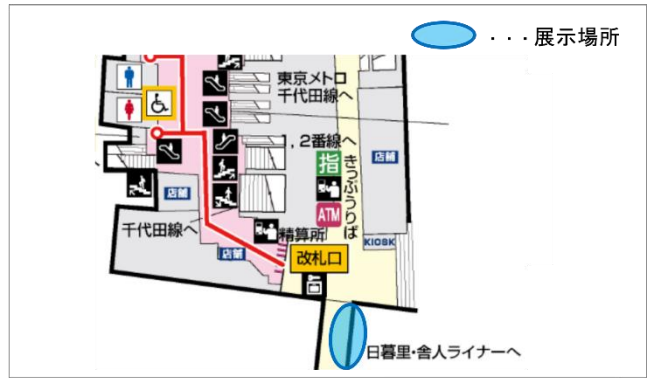 ・・・展示場所
東京メトロ
千代田線へ
，2番線へ
指
きっぷうりば
店舗
ATM
店舗
千代田線へ
精算所
店舗
KIOSK
改札口
日暮里・舎人ライナーへ